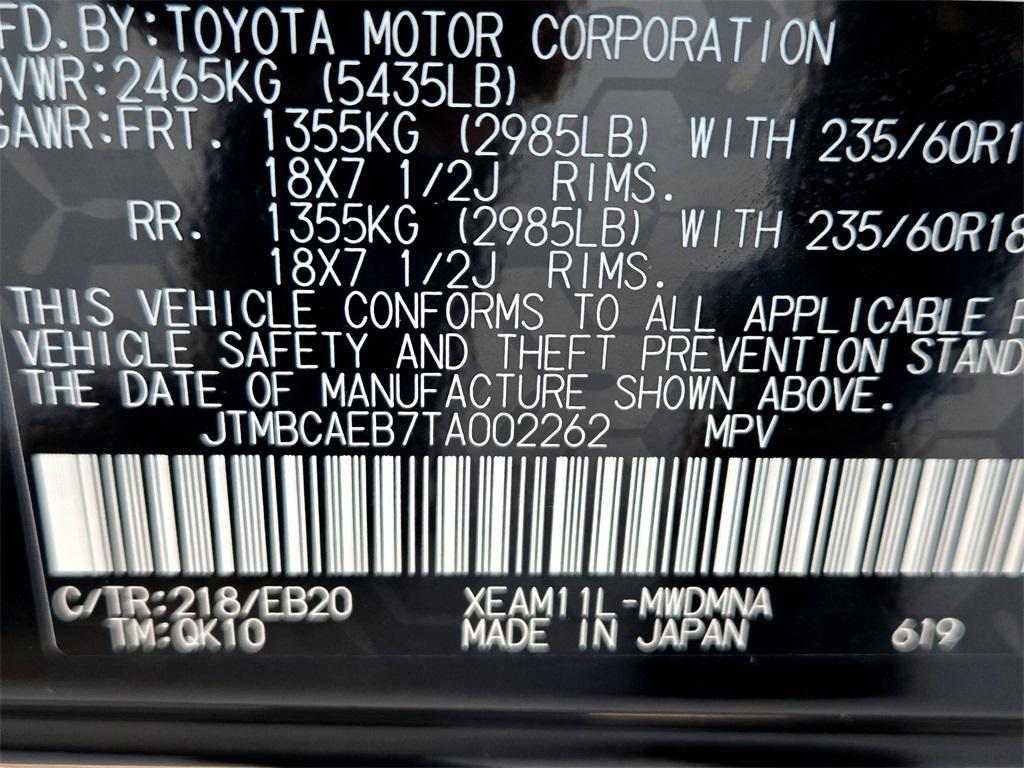 FD.BY:TOYOTA MOTOR CORPORATION
GVWR:2465KG (5435LB)
GAWR:FRT. 1355KG (2985LB) WITH 235/60R1
18X7 1/2J RIMS.
RR. 1355KG (2985LB) WITH 235/60R18
18X7 1/2J RIMS.
THIS VEHICLE CONFORMS TO ALL APPLICABLE F
VEHICLE SAFETY AND THEFT PREVENTION STAND
THE DATE OF MANUFACTURE SHOWN ABOVE.
JTMBCAEB7TA002262 MPV
C/TR:218/EB20 XEAM11L-MWDMNA
TM:QK10 MADE IN JAPAN 619